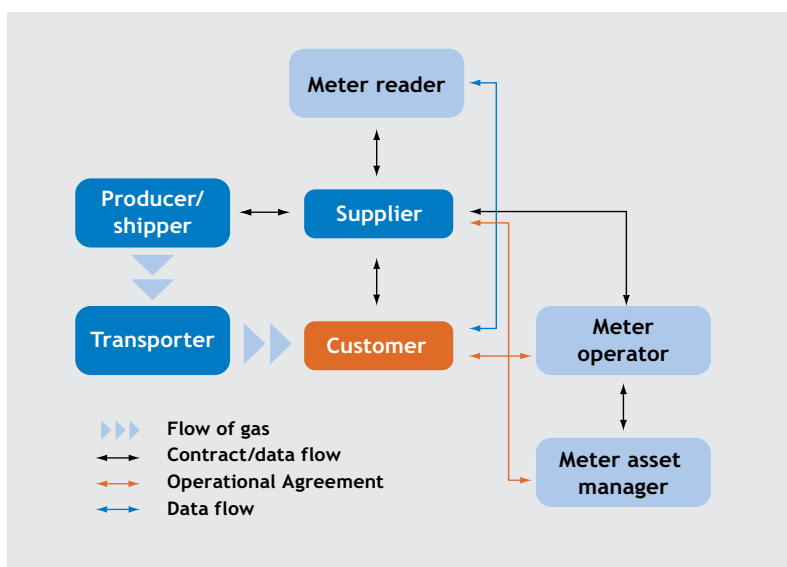 Meter reader
Producer/
shipper
Supplier
Transporter
Customer
Meter
operator
Meter asset
manager
Flow of gas
Contract/data flow
Operational Agreement
Data flow